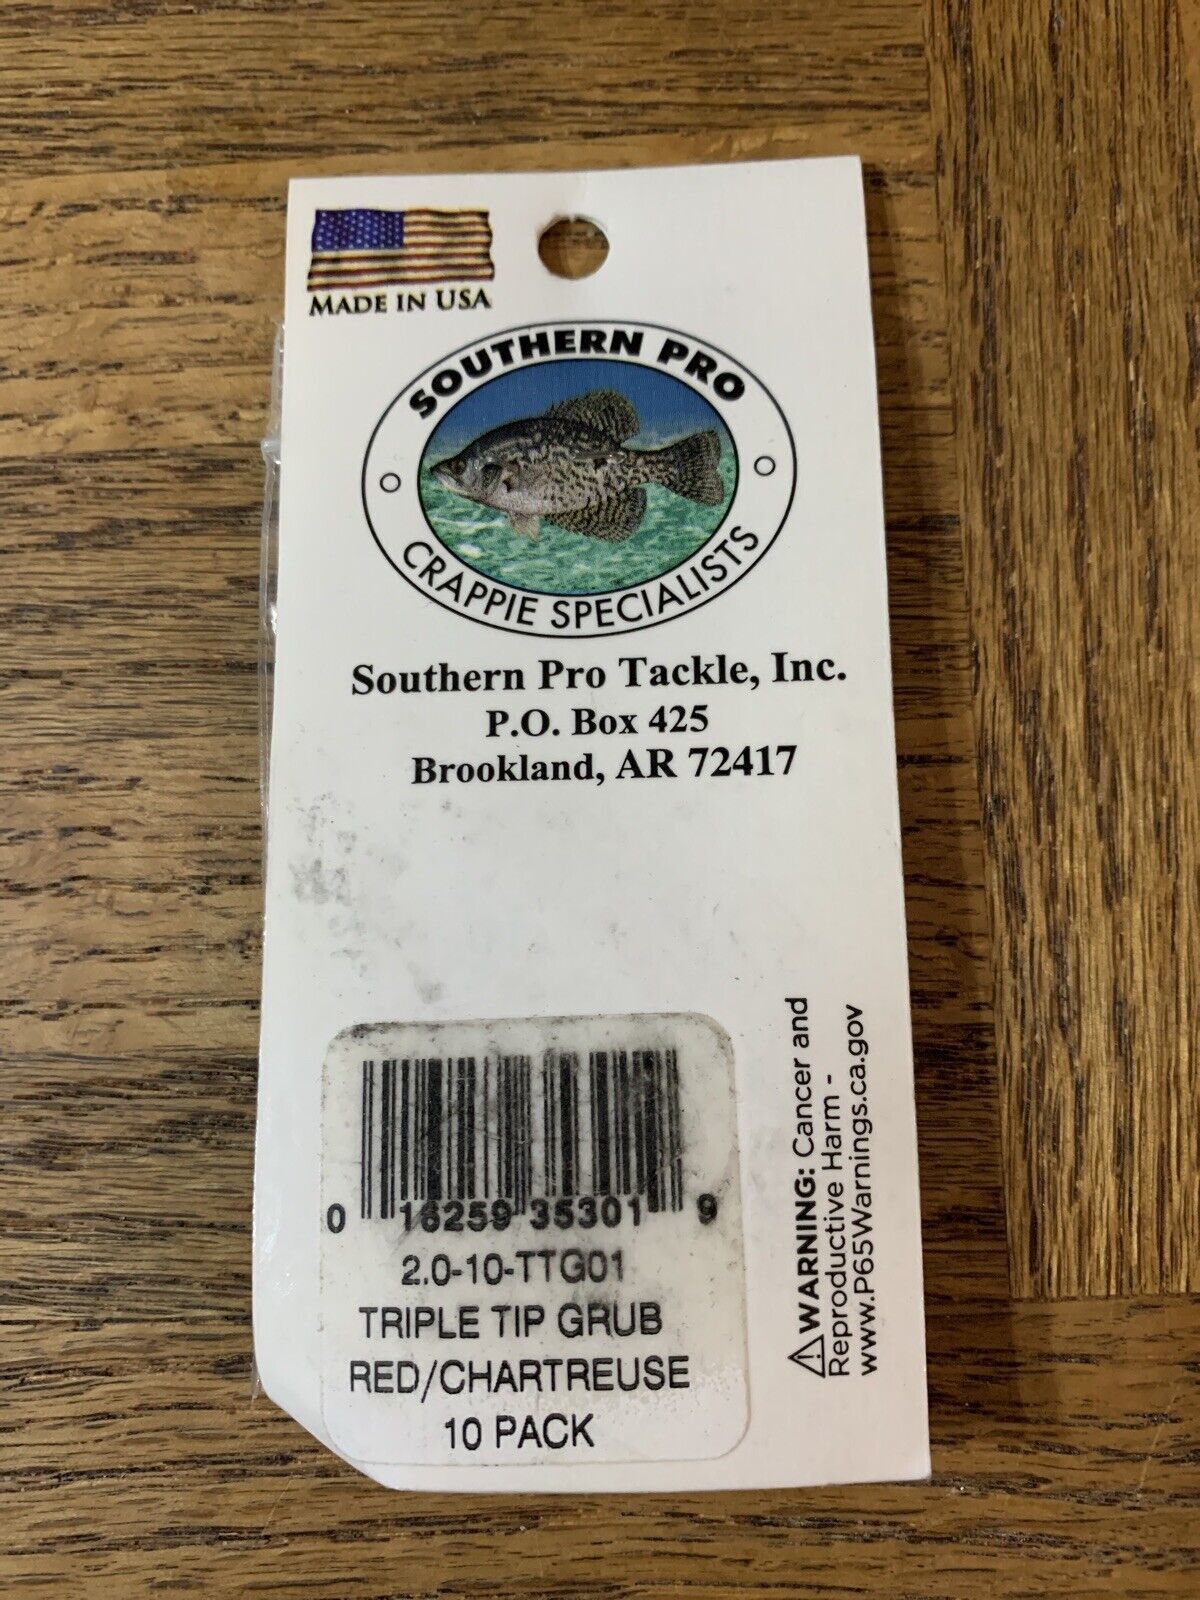 MADE IN USA
SOUTHERN PRO
CRAPPIE SPECIALISTS
Southern Pro Tackle, Inc.
P.O. Box 425
Brookland, AR 72417
0 16259 35301 9
2.0-10-TTG01
TRIPLE TIP GRUB
RED/CHARTREUSE
10 PACK
⚠WARNING: Cancer and
Reproductive Harm -
www.P65Warnings.ca.gov